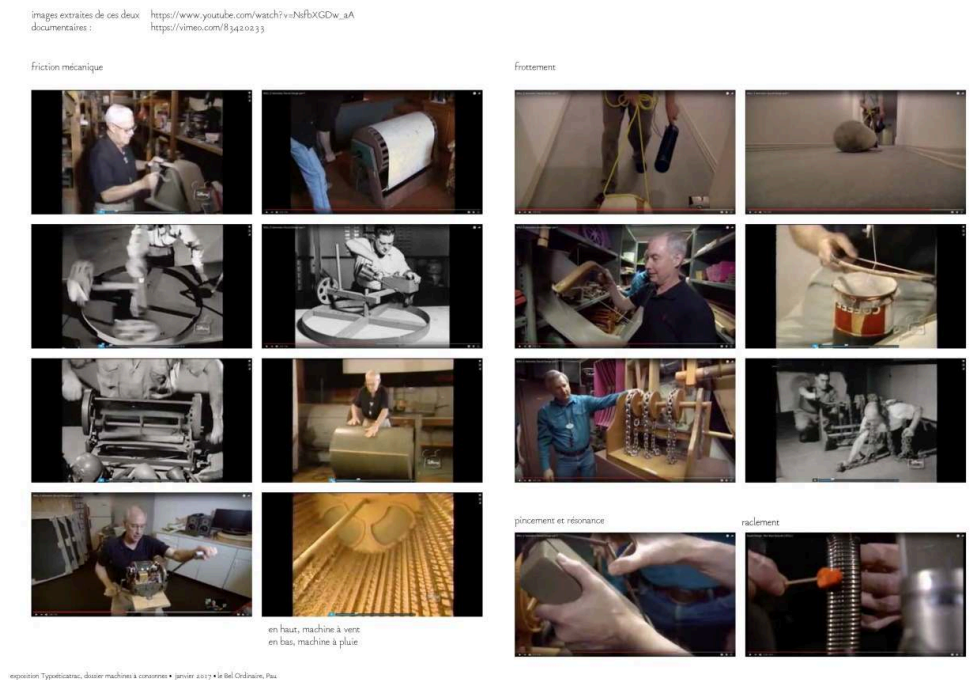 images extraites de ces deux
documentaires :
https://www.youtube.com/watch?v=NsfbXGDw_aA
https://vimeo.com/83420233
friction mécanique
frottement
pincement et résonance
raclement
en haut, machine à vent
en bas, machine à pluie
exposition Typoéticatrac, dossier machines à consonnes • janvier 2017 • le Bel Ordinaire, Pau